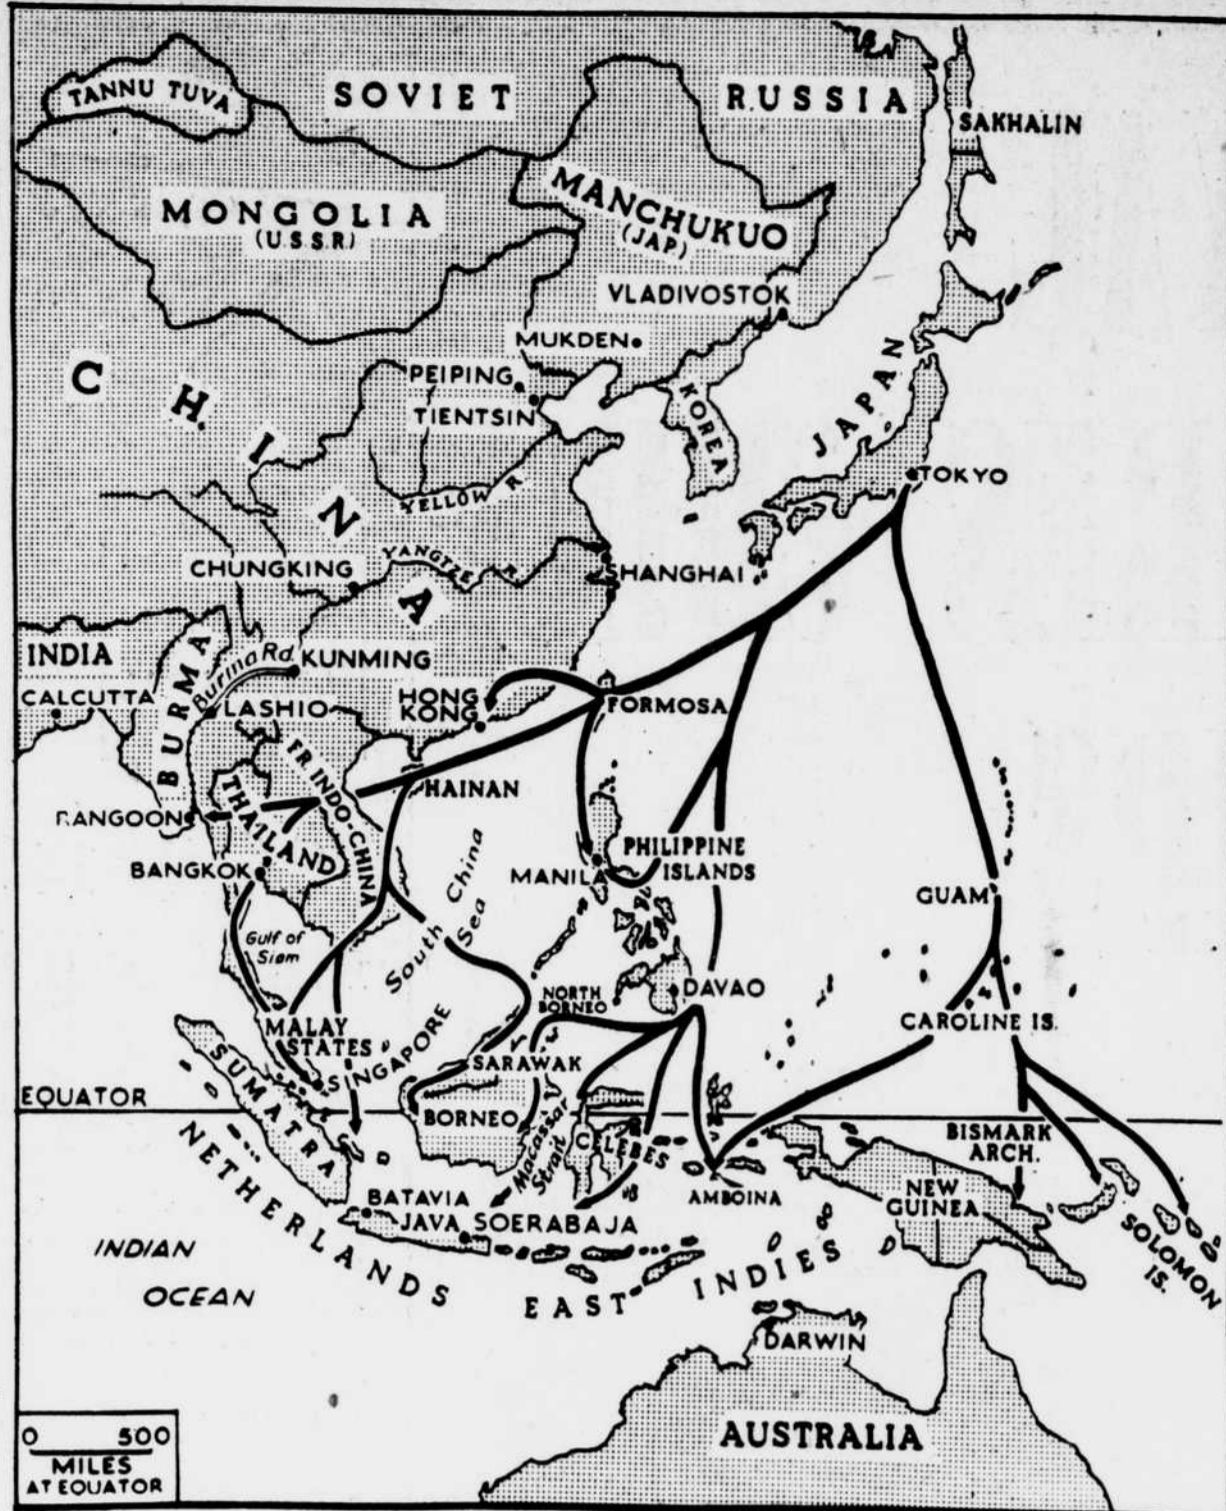 TANNU TUVA
SOVIET RUSSIA
SAKHALIN
MONGOLIA
(U.S.S.R.)
MANCHUKUO
(JAP.)
VLADIVOSTOK
MUKDEN
PEIPING
TIENTSIN
KOREA
JAPAN
TOKYO
CHINA
YELLOW R.
YANGTZE R.
CHUNGKING
SHANGHAI
INDIA
BURMA
Burma Rd.
KUNMING
CALCUTTA
LASHIO
HONG
KONG
FORMOSA
FR. INDO-CHINA
HAINAN
THAILAND
RANGOON
BANGKOK
South China
Sea
MANILA
PHILIPPINE
ISLANDS
GUAM
Gulf of
Siam
DAVAO
NORTH
BORNEO
CAROLINE IS.
MALAY
STATES
SINGAPORE
SARAWAK
SUMATRA
EQUATOR
BORNEO
Macassar
Strait
CELEBES
AMBOINA
BISMARK
ARCH.
NEW
GUINEA
SOLOMON
IS.
BATAVIA
JAVA
SOERABAJA
NETHERLANDS EAST INDIES
INDIAN
OCEAN
DARWIN
AUSTRALIA
0 500
MILES
AT EQUATOR